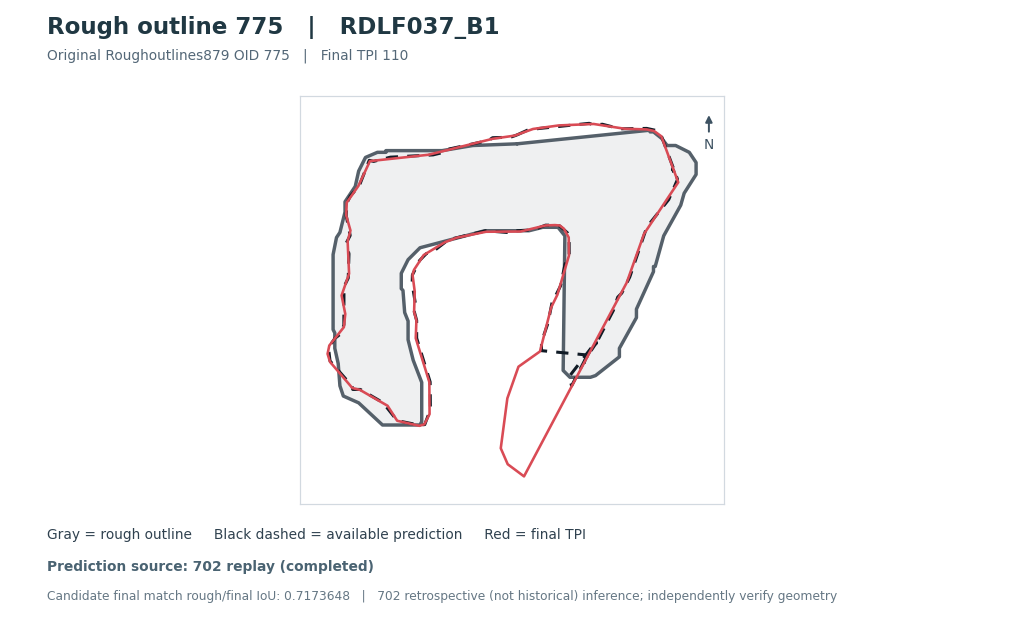 Rough outline 775   |   RDLF037_B1
Original Roughoutlines879 OID 775   |   Final TPI 110
N
Gray = rough outline     Black dashed = available prediction     Red = final TPI
Prediction source: 702 replay (completed)
Candidate final match rough/final IoU: 0.7173648   |   702 retrospective (not historical) inference; independently verify geometry